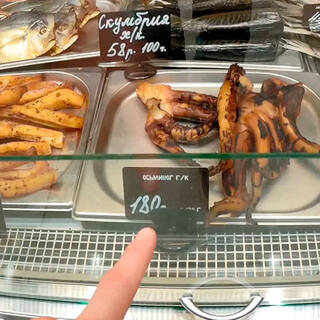 Скумбрия
х/к
58р. 100г.
ОСЬМИНОГ Г/К
180.-